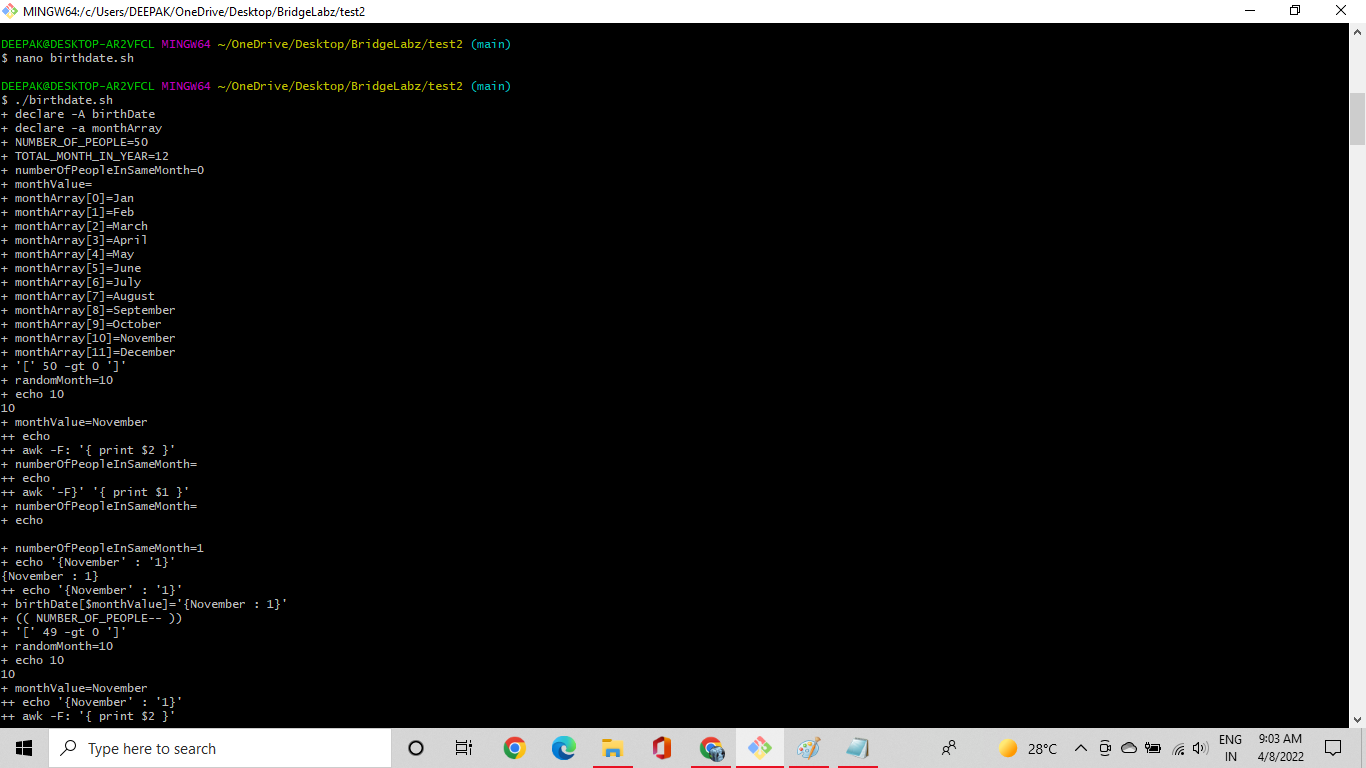 MINGW64:/c/Users/DEEPAK/OneDrive/Desktop/BridgeLabz/test2
DEEPAK@DESKTOP-AR2VFCL MINGW64 ~/OneDrive/Desktop/BridgeLabz/test2 (main)
$ nano birthdate.sh
DEEPAK@DESKTOP-AR2VFCL MINGW64 ~/OneDrive/Desktop/BridgeLabz/test2 (main)
$ ./birthdate.sh
+ declare -A birthDate
+ declare -a monthArray
+ NUMBER_OF_PEOPLE=50
+ TOTAL_MONTH_IN_YEAR=12
+ numberOfPeopleInSameMonth=0
+ monthValue=
+ monthArray[0]=Jan
+ monthArray[1]=Feb
+ monthArray[2]=March
+ monthArray[3]=April
+ monthArray[4]=May
+ monthArray[5]=June
+ monthArray[6]=July
+ monthArray[7]=August
+ monthArray[8]=September
+ monthArray[9]=October
+ monthArray[10]=November
+ monthArray[11]=December
+ '[' 50 -gt 0 ']'
+ randomMonth=10
+ echo 10
10
+ monthValue=November
++ echo
++ awk -F: '{ print $2 }'
+ numberOfPeopleInSameMonth=
++ echo
++ awk '-F}' '{ print $1 }'
+ numberOfPeopleInSameMonth=
+ echo
+ numberOfPeopleInSameMonth=1
+ echo '{November' : '1}'
{November : 1}
++ echo '{November' : '1}'
+ birthDate[$monthValue]='{November : 1}'
+ (( NUMBER_OF_PEOPLE-- ))
+ '[' 49 -gt 0 ']'
+ randomMonth=10
+ echo 10
10
+ monthValue=November
++ echo '{November' : '1}'
++ awk -F: '{ print $2 }'
Type here to search
28°C
ENG
IN
9:03 AM
4/8/2022